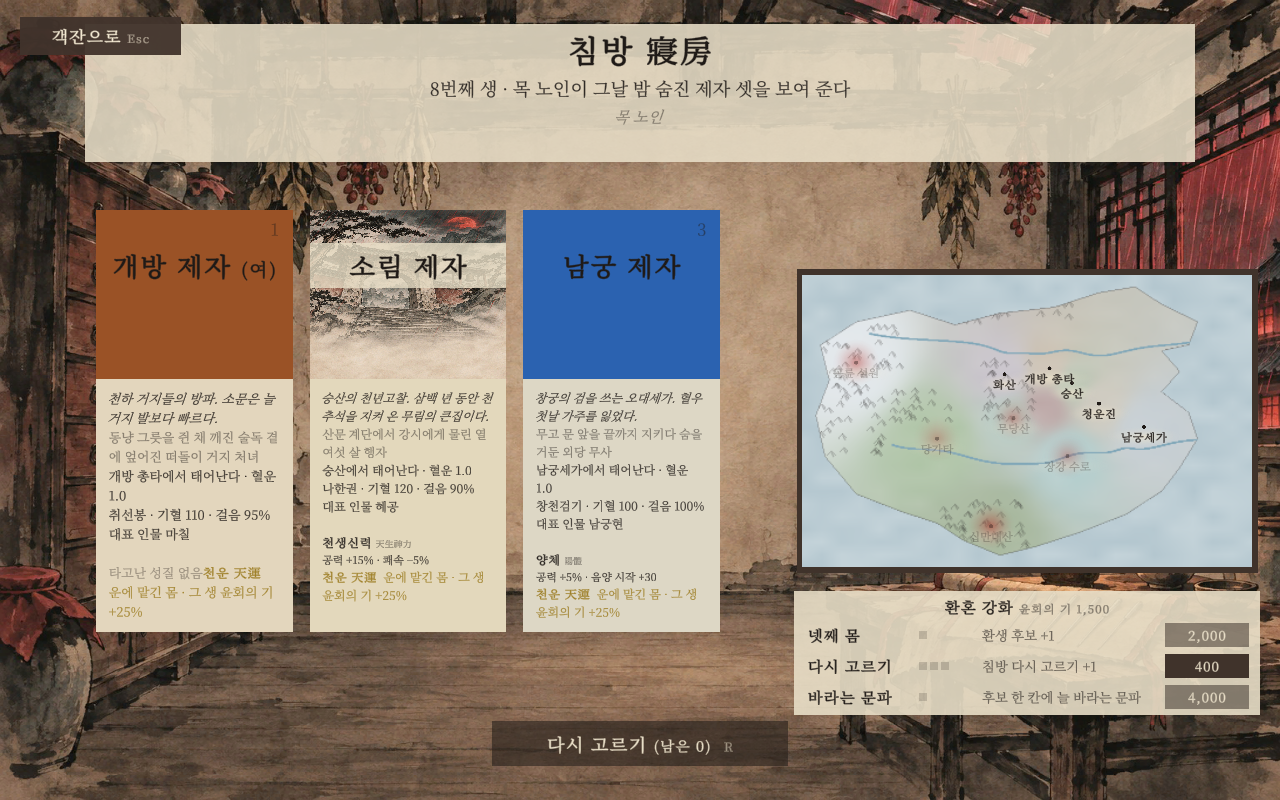 객잔으로 Esc
침방 寢房
8번째 생 · 목 노인이 그날 밤 숨진 제자 셋을 보여 준다
목 노인
1
개방 제자 (여)
천하 거지들의 방파. 소문은 늘
거지 발보다 빠르다.
동냥 그릇을 쥔 채 깨진 술독 곁
에 엎어진 떠돌이 거지 처녀
개방 총타에서 태어난다 · 혈운
1.0
취선봉 · 기혈 110 · 걸음 95%
대표 인물 마칠
타고난 성질 없음천운 天運
운에 맡긴 몸 · 그 생 윤회의 기
+25%
소림 제자
숭산의 천년고찰. 삼백 년 동안 천
추석을 지켜 온 무림의 큰집이다.
산문 계단에서 강시에게 물린 열
여섯 살 행자
숭산에서 태어난다 · 혈운 1.0
나한권 · 기혈 120 · 걸음 90%
대표 인물 혜공
천생신력 天生神力
공력 +15% · 쾌속 −5%
천운 天運 운에 맡긴 몸 · 그 생
윤회의 기 +25%
3
남궁 제자
창궁의 검을 쓰는 오대세가. 혈우
첫날 가주를 잃었다.
무고 문 앞을 끝까지 지키다 숨을
거둔 외당 무사
남궁세가에서 태어난다 · 혈운
1.0
창천검기 · 기혈 100 · 걸음 100%
대표 인물 남궁현
양체 陽體
공력 +5% · 음양 시작 +30
천운 天運 운에 맡긴 몸 · 그 생
윤회의 기 +25%
화산
개방 총타
숭산
청운진
무당산
남궁세가
당가타
장강 수로
십만대산
환혼 강화 윤회의 기 1,500
넷째 몸 환생 후보 +1 2,000
다시 고르기 침방 다시 고르기 +1 400
바라는 문파 후보 한 칸에 늘 바라는 문파 4,000
다시 고르기 (남은 0) R